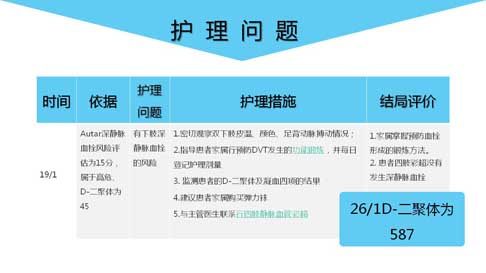 护 理 问 题
时间
依据
护理
问题
护理措施
结局评价
19/1
Autar深静脉
血栓风险评
估为15分，
属于高危、
D-二聚体为
45
有下肢深
静脉血栓
的风险
1.密切观察双下肢皮温、颜色、足背动脉搏动情况；
2.指导患者家属行预防DVT发生的功能锻炼，并每日
登记护理测量
3. 监测患者的D-二聚体及凝血四项的结果
4.建议患者家属购买弹力袜
5.与主管医生联系行四肢静脉血管彩超
1.家属掌握预防血栓
形成的锻炼方法。
2. 患者四肢彩超没有
发生深静脉血栓
26/1D-二聚体为
587